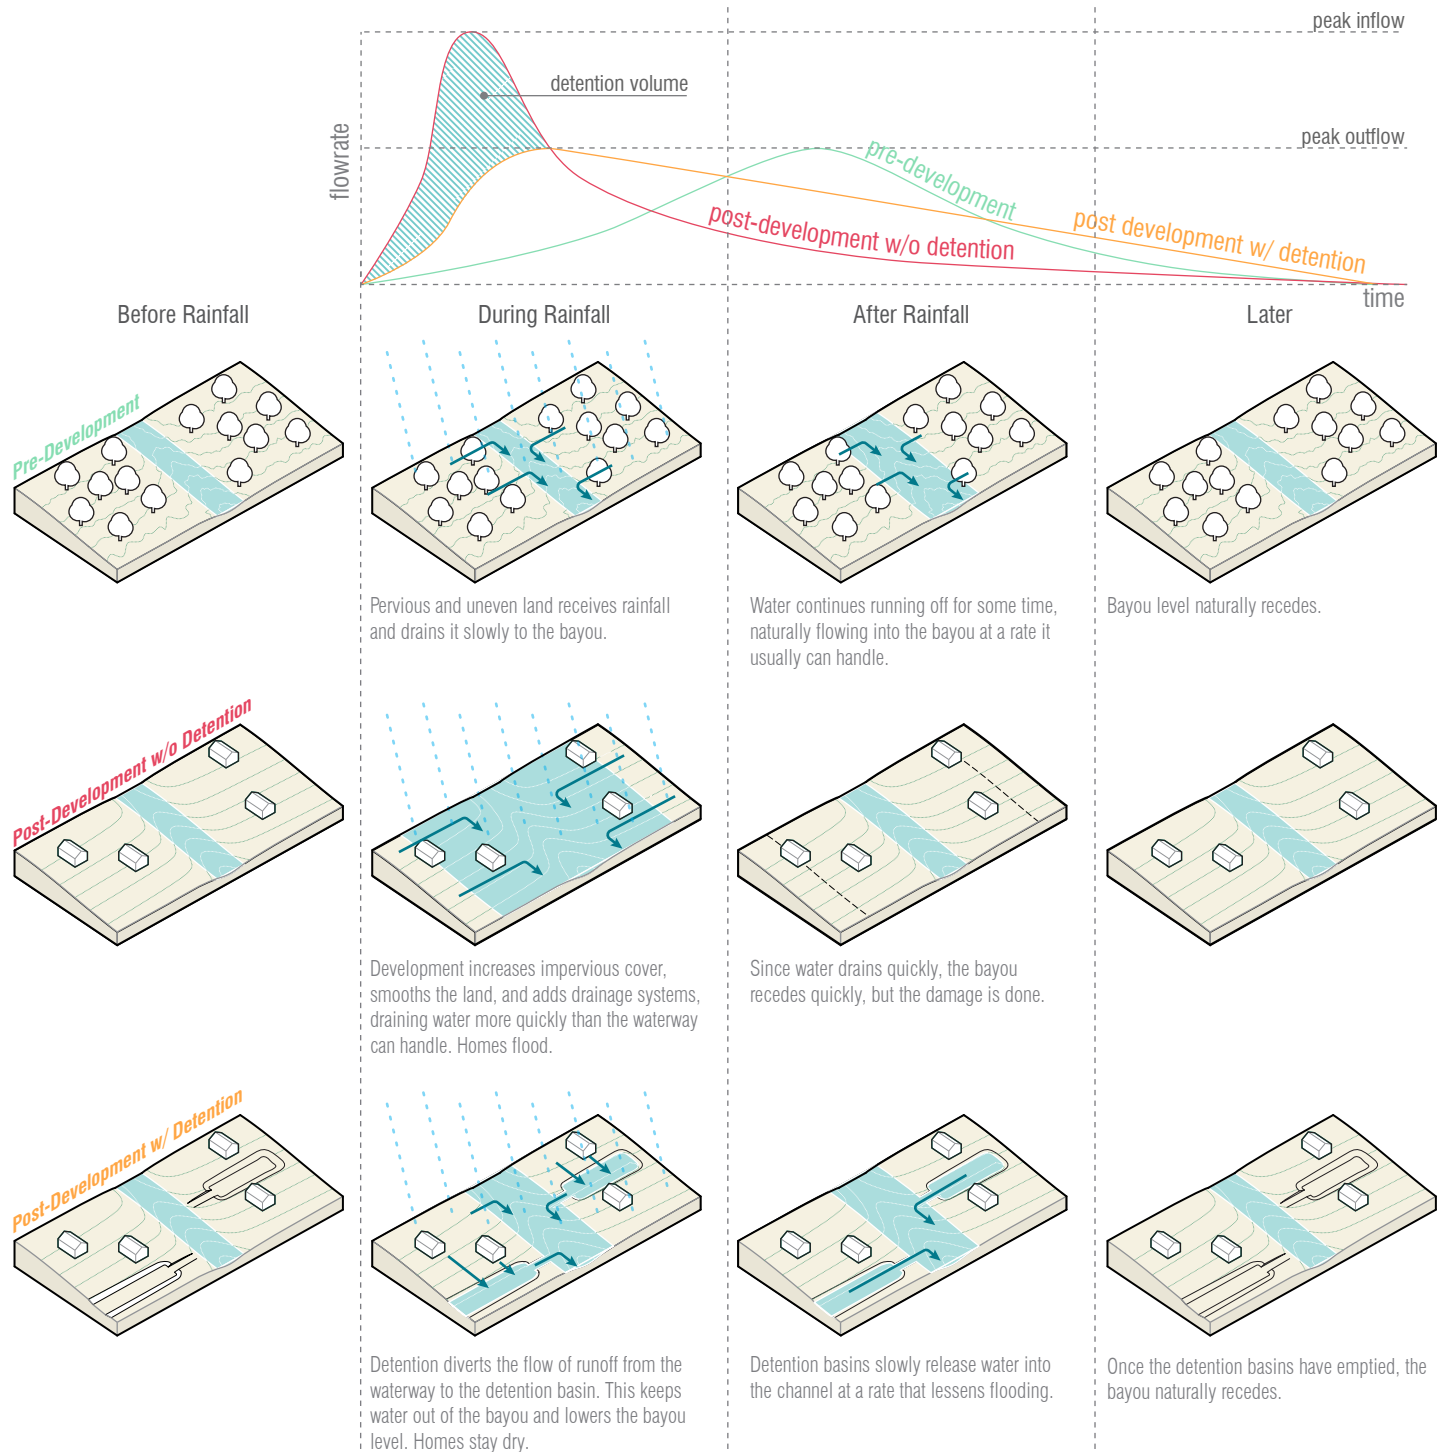 peak inflow
detention volume
peak outflow
flowrate
pre-development
post-development w/o detention
post development w/ detention
time
Before Rainfall
During Rainfall
After Rainfall
Later
Pre-Development
Pervious and uneven land receives rainfall
and drains it slowly to the bayou.
Water continues running off for some time,
naturally flowing into the bayou at a rate it
usually can handle.
Bayou level naturally recedes.
Post-Development w/o Detention
Development increases impervious cover,
smooths the land, and adds drainage systems,
draining water more quickly than the waterway
can handle. Homes flood.
Since water drains quickly, the bayou
recedes quickly, but the damage is done.
Post-Development w/ Detention
Detention diverts the flow of runoff from the
waterway to the detention basin. This keeps
water out of the bayou and lowers the bayou
level. Homes stay dry.
Detention basins slowly release water into
the channel at a rate that lessens flooding.
Once the detention basins have emptied, the
bayou naturally recedes.